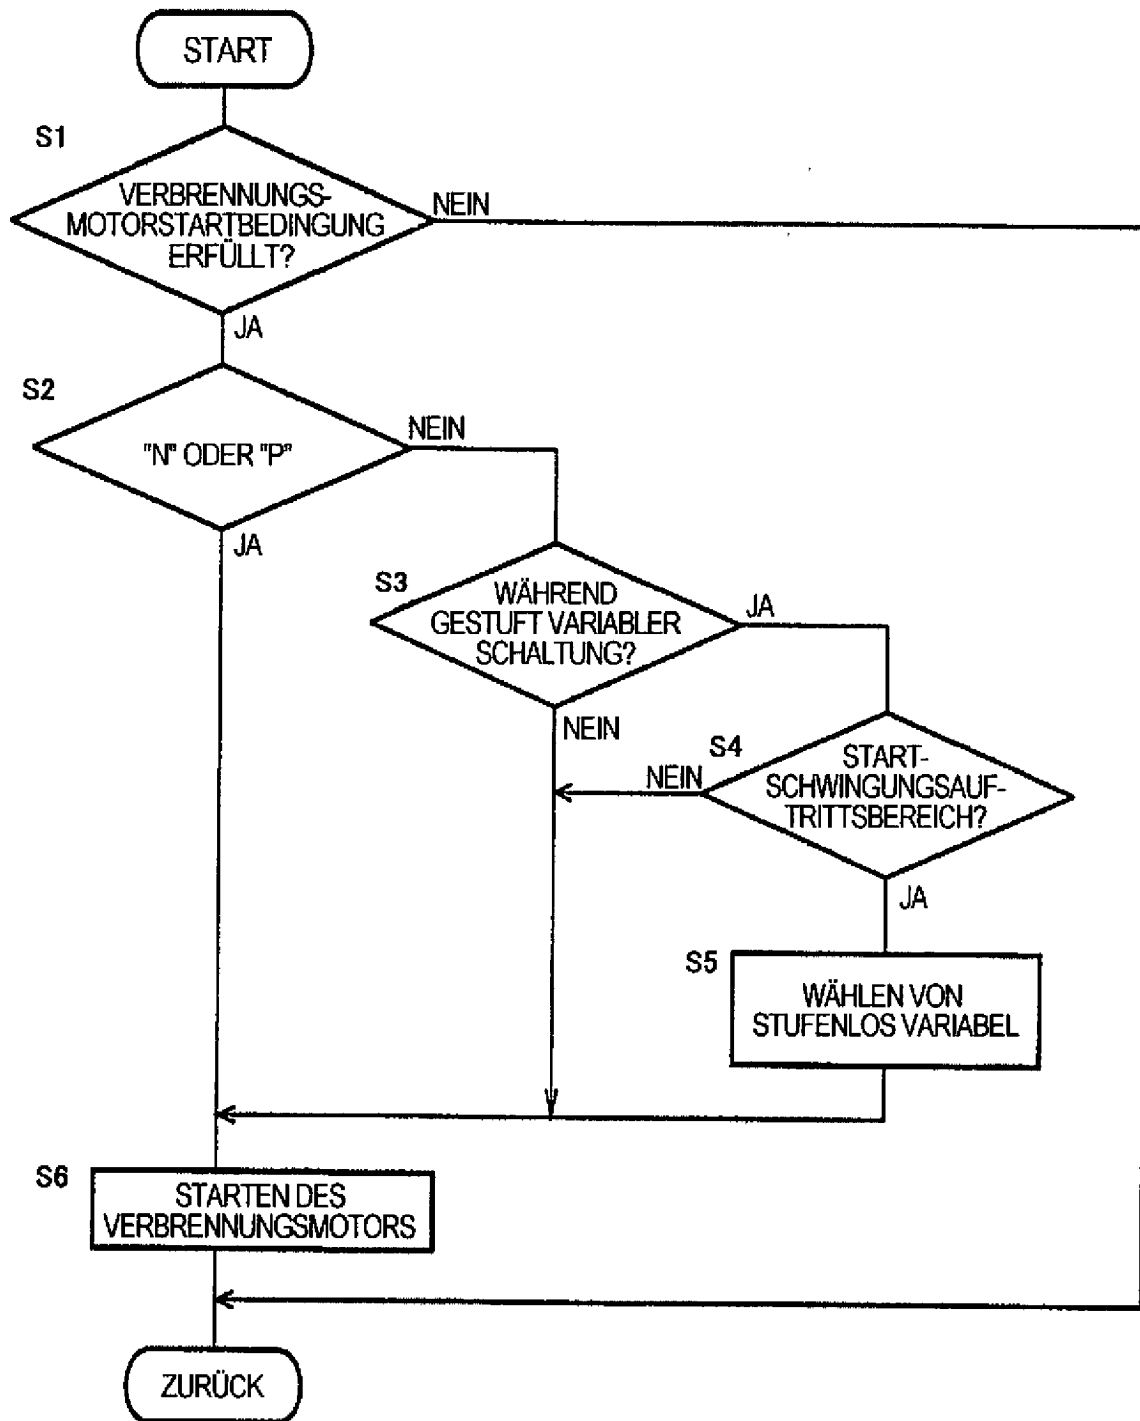 START
S1
VERBRENNUNGS-
MOTORSTARTBEDINGUNG
ERFÜLLT?
NEIN
JA
S2
"N" ODER "P"
NEIN
JA
S3
WÄHREND
GESTUFT VARIABLER
SCHALTUNG?
JA
NEIN
S4
START-
SCHWINGUNGSAUF-
TRITTSBEREICH?
NEIN
JA
S5
WÄHLEN VON
STUFENLOS VARIABEL
S6
STARTEN DES
VERBRENNUNGSMOTORS
ZURÜCK